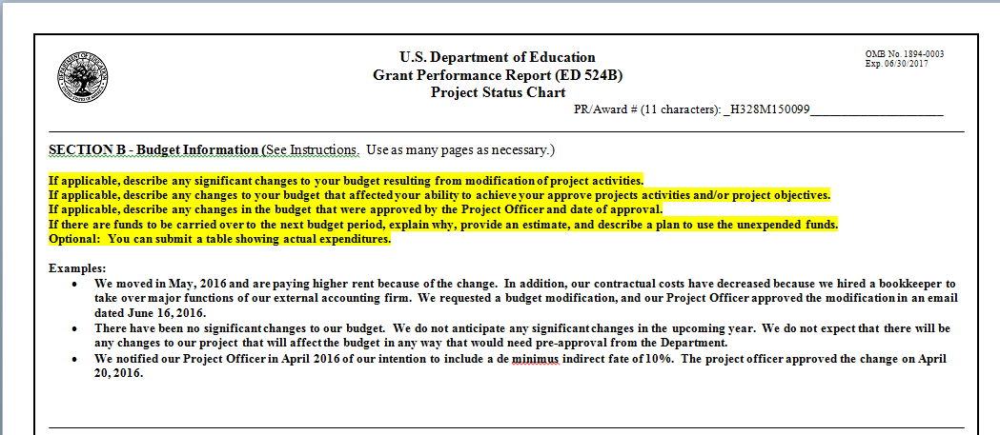 U.S. Department of Education
Grant Performance Report (ED 524B)
Project Status Chart
OMB No. 1894-0003
Exp. 06/30/2017
PR/Award # (11 characters): _H328M150099____________________
SECTION B - Budget Information (See Instructions.  Use as many pages as necessary.)
If applicable, describe any significant changes to your budget resulting from modification of project activities.
If applicable, describe any changes to your budget that affected your ability to achieve your approve projects activities and/or project objectives.
If applicable, describe any changes in the budget that were approved by the Project Officer and date of approval.
If there are funds to be carried over to the next budget period, explain why, provide an estimate, and describe a plan to use the unexpended funds.
Optional:  You can submit a table showing actual expenditures.
Examples:
• We moved in May, 2016 and are paying higher rent because of the change.  In addition, our contractual costs have decreased because we hired a bookkeeper to
take over major functions of our external accounting firm.  We requested a budget modification, and our Project Officer approved the modification in an email
dated June 16, 2016.
• There have been no significant changes to our budget.  We do not anticipate any significant changes in the upcoming year.  We do not expect that there will be
any changes to our project that will affect the budget in any way that would need pre-approval from the Department.
• We notified our Project Officer in April 2016 of our intention to include a de minimus indirect fate of 10%.  The project officer approved the change on April
20, 2016.